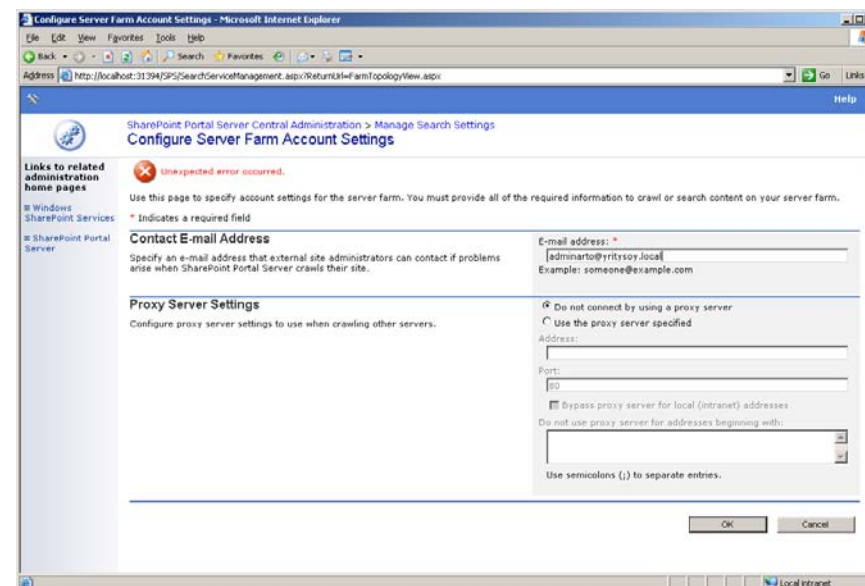 Configure Server Farm Account Settings - Microsoft Internet Explorer
File Edit View Favorites Tools Help
Back Search Favorites
Address http://localhost:31394/SPS/SearchServiceManagement.aspx?ReturnUrl=FarmTopologyView.aspx Go Links
Help
SharePoint Portal Server Central Administration > Manage Search Settings
Configure Server Farm Account Settings
Links to related administration home pages
Windows SharePoint Services
SharePoint Portal Server
Unexpected error occurred.
Use this page to specify account settings for the server farm. You must provide all of the required information to crawl or search content on your server farm.
* Indicates a required field
Contact E-mail Address
Specify an e-mail address that external site administrators can contact if problems
arise when SharePoint Portal Server crawls their site.
E-mail address: *
adminarto@yritysoy.local
Example: someone@example.com
Proxy Server Settings
Configure proxy server settings to use when crawling other servers.
Do not connect by using a proxy server
Use the proxy server specified
Address:
Port:
80
Bypass proxy server for local (intranet) addresses
Do not use proxy server for addresses beginning with:
Use semicolons (;) to separate entries.
OK Cancel
Local intranet